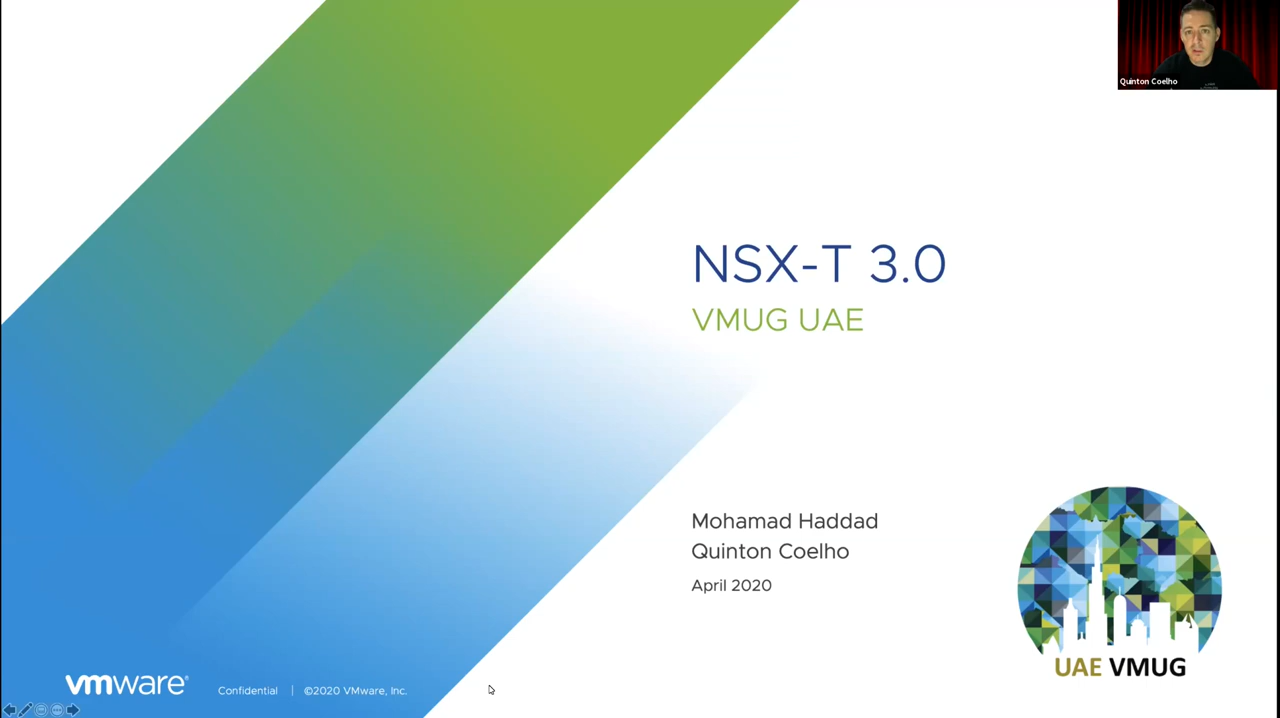 Quinton Coelho
NSX-T 3.0
VMUG UAE
Mohamad Haddad
Quinton Coelho
April 2020
UAE VMUG
vmware®
Confidential | ©2020 VMware, Inc.